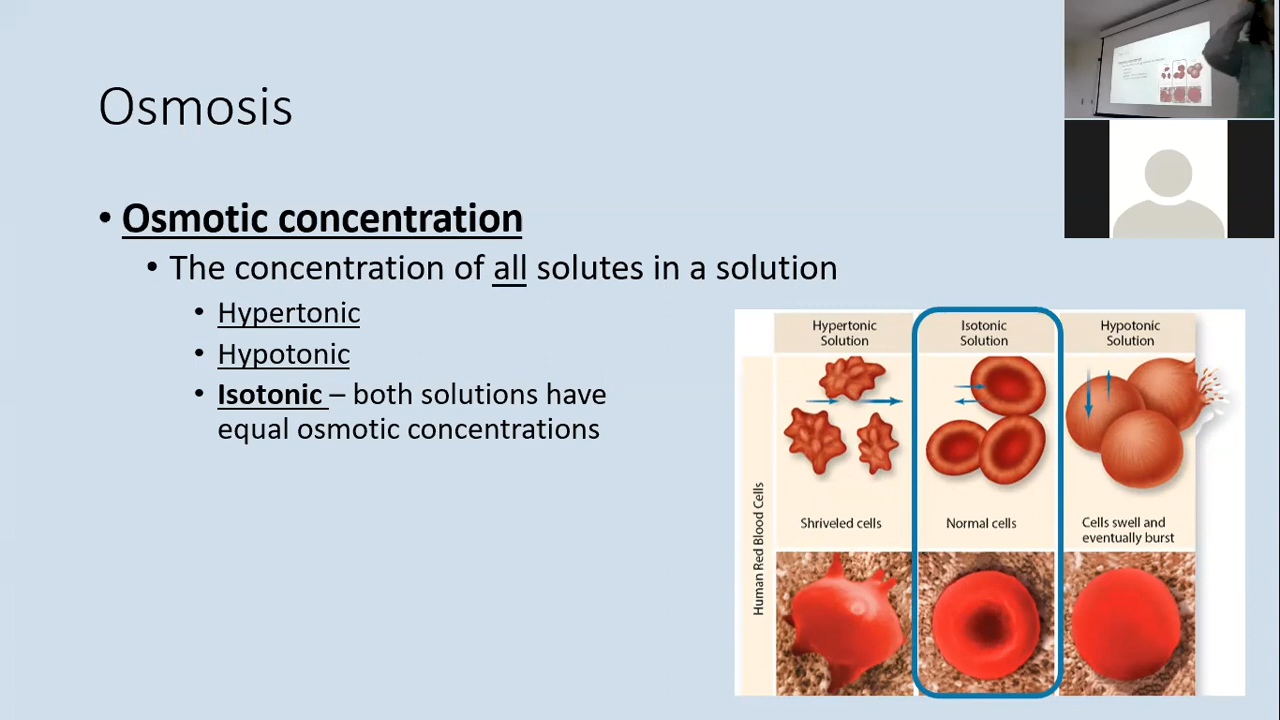 Osmosis
• Osmotic concentration
• The concentration of all solutes in a solution
• Hypertonic
• Hypotonic
• Isotonic – both solutions have
equal osmotic concentrations
Hypertonic
Solution
Isotonic
Solution
Hypotonic
Solution
Human Red Blood Cells
Shriveled cells
Normal cells
Cells swell and
eventually burst